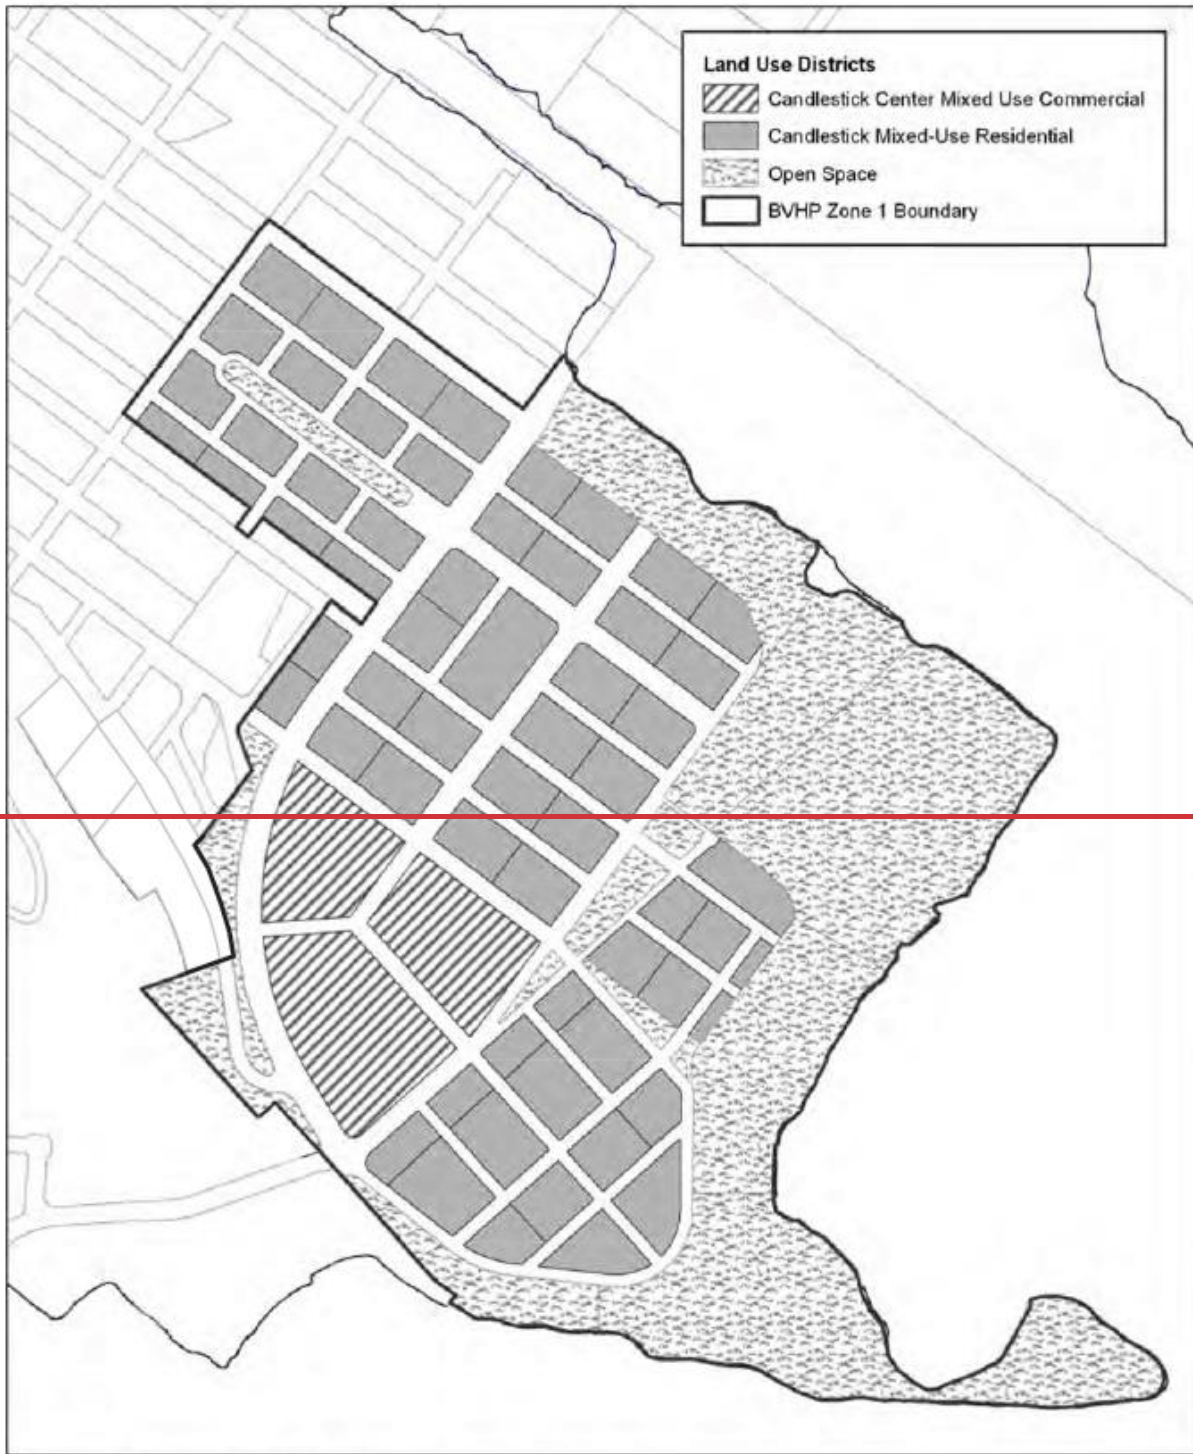 Land Use Districts
Candlestick Center Mixed Use Commercial
Candlestick Mixed-Use Residential
Open Space
BVHP Zone 1 Boundary